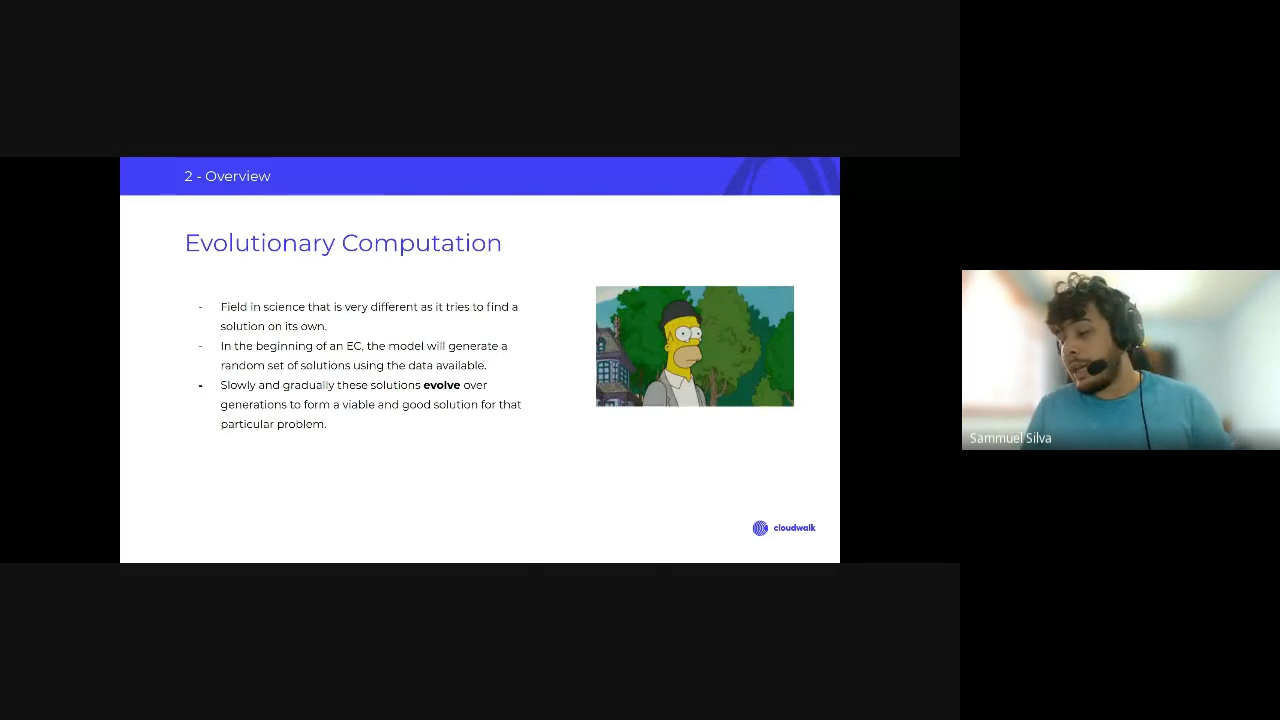 2 - Overview
Evolutionary Computation
- Field in science that is very different as it tries to find a
solution on its own.
- In the beginning of an EC, the model will generate a
random set of solutions using the data available.
- Slowly and gradually these solutions evolve over
generations to form a viable and good solution for that
particular problem.
cloudwalk
Sammuel Silva